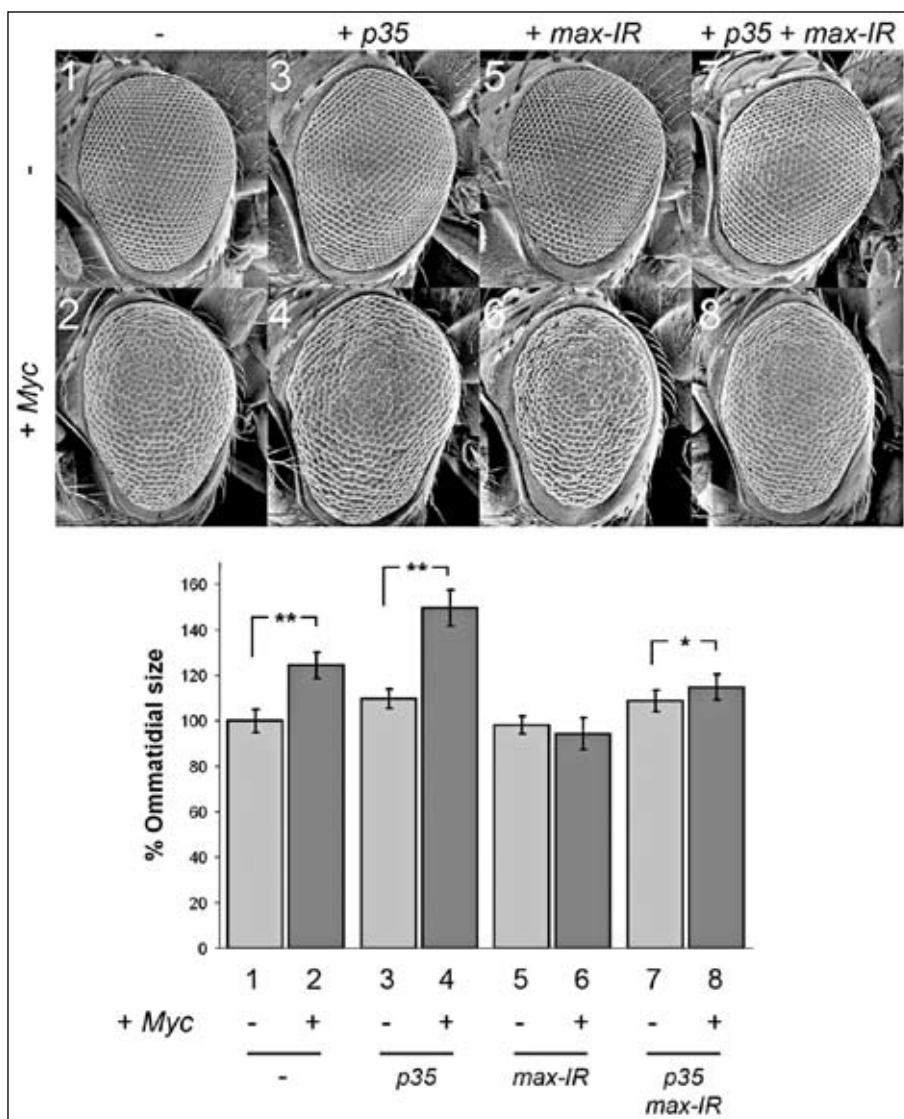 - + p35 + max-IR + p35 + max-IR
1 3 5 7
-
2 4 6 8
+ Myc
% Ommatidial size
160
140
120
100
80
60
40
20
0
** ** *
1 2 3 4 5 6 7 8
+ Myc - + - + - + - +
- p35 max-IR p35
max-IR